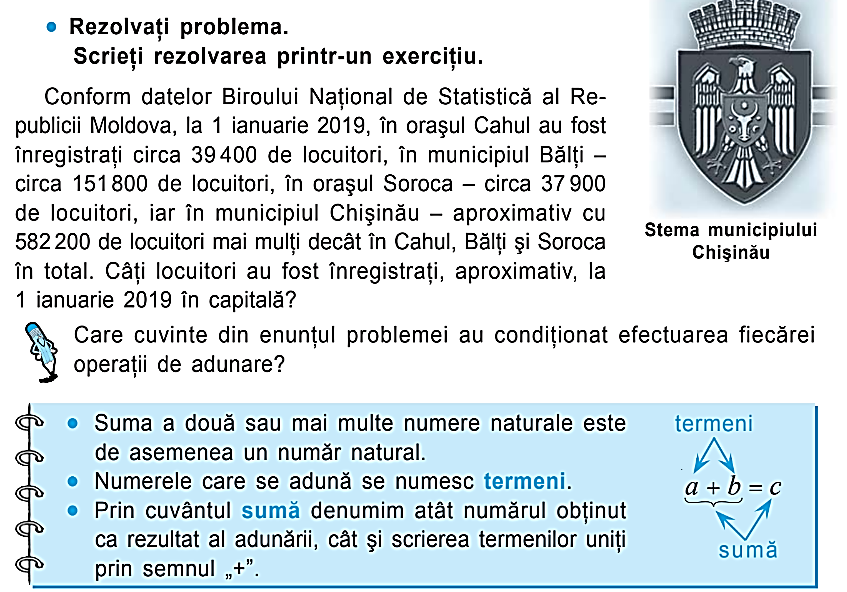 • Rezolvați problema.
Scrieți rezolvarea printr-un exercițiu.
Conform datelor Biroului Național de Statistică al Re-
publicii Moldova, la 1 ianuarie 2019, în orașul Cahul au fost
înregistrați circa 39 400 de locuitori, în municipiul Bălți –
circa 151 800 de locuitori, în orașul Soroca – circa 37 900
de locuitori, iar în municipiul Chișinău – aproximativ cu
582 200 de locuitori mai mulți decât în Cahul, Bălți și Soroca
în total. Câți locuitori au fost înregistrați, aproximativ, la
1 ianuarie 2019 în capitală?
Stema municipiului
Chișinău
Care cuvinte din enunțul problemei au condiționat efectuarea fiecărei
operații de adunare?
• Suma a două sau mai multe numere naturale este
de asemenea un număr natural.
• Numerele care se adună se numesc termeni.
• Prin cuvântul sumă denumim atât numărul obținut
ca rezultat al adunării, cât și scrierea termenilor uniți
prin semnul „+”.
termeni
a + b = c
sumă